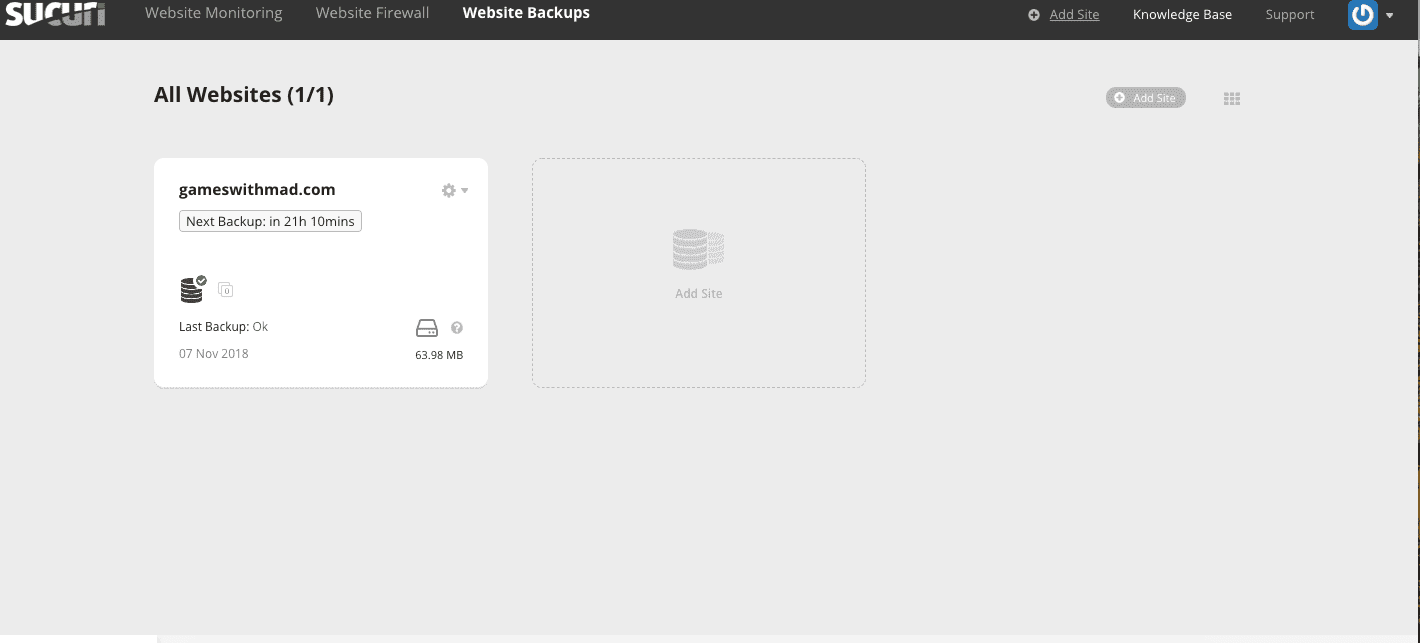 SUCURI
Website Monitoring Website Firewall Website Backups
Add Site Knowledge Base Support
All Websites (1/1)
Add Site
gameswithmad.com
Next Backup: in 21h 10mins
0
Last Backup: Ok
?
07 Nov 2018
63.98 MB
Add Site